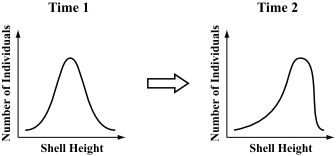 Time 1
Time 2
Number of Individuals
Number of Individuals
Shell Height
Shell Height